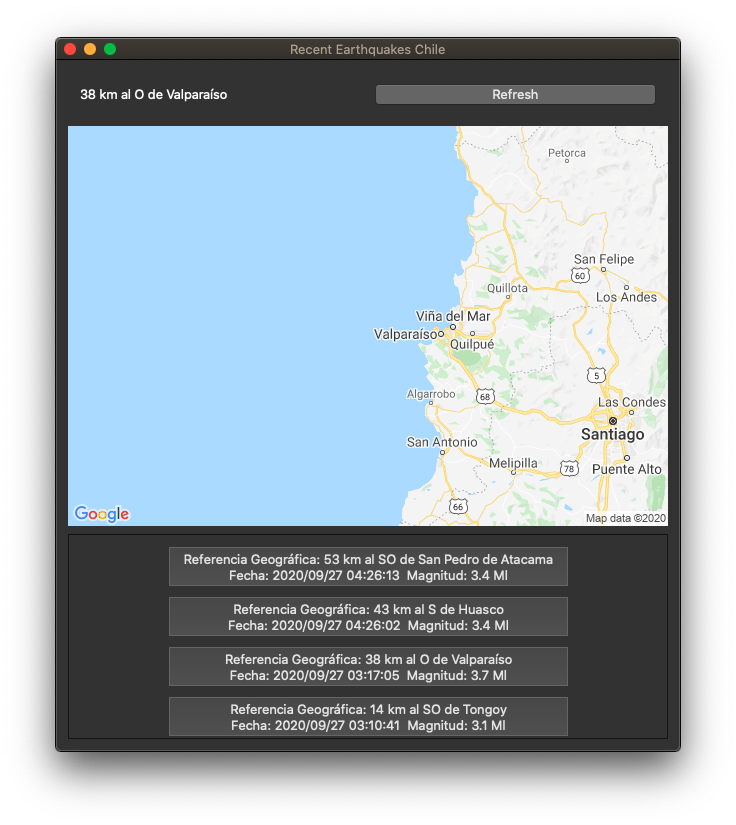 Recent Earthquakes Chile
38 km al O de Valparaíso
Refresh
Petorca
San Felipe
60
Los Andes
Quillota
Viña del Mar
Valparaíso
Quilpué
5
Algarrobo
68
Las Condes
Santiago
San Antonio
Melipilla
78
Puente Alto
66
Google
Map data ©2020
Referencia Geográfica: 53 km al SO de San Pedro de Atacama
Fecha: 2020/09/27 04:26:13 Magnitud: 3.4 Ml
Referencia Geográfica: 43 km al S de Huasco
Fecha: 2020/09/27 04:26:02 Magnitud: 3.4 Ml
Referencia Geográfica: 38 km al O de Valparaíso
Fecha: 2020/09/27 03:17:05 Magnitud: 3.7 Ml
Referencia Geográfica: 14 km al SO de Tongoy
Fecha: 2020/09/27 03:10:41 Magnitud: 3.1 Ml